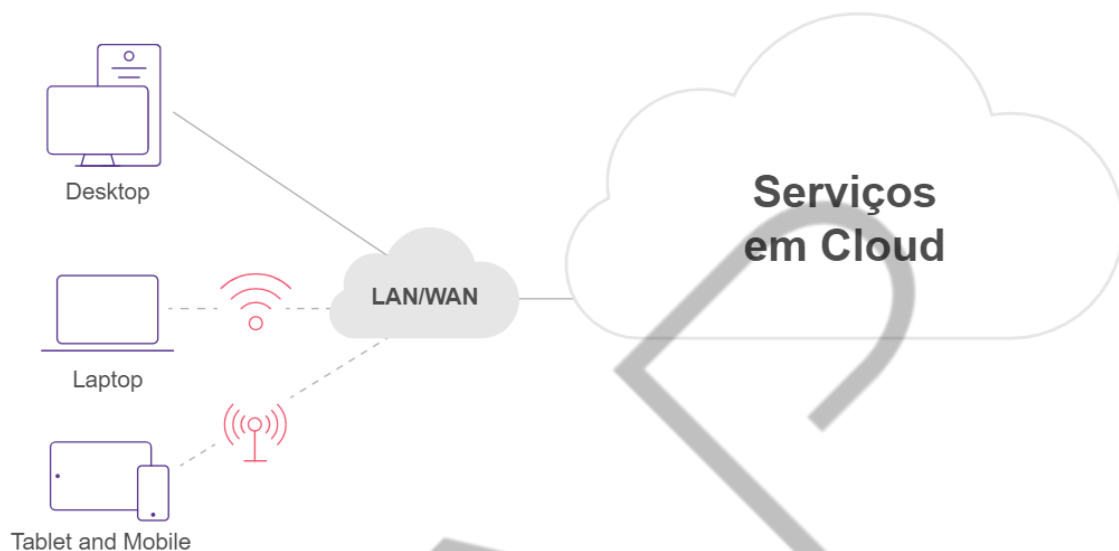 Desktop
Serviços
em Cloud
LAN/WAN
Laptop
Tablet and Mobile